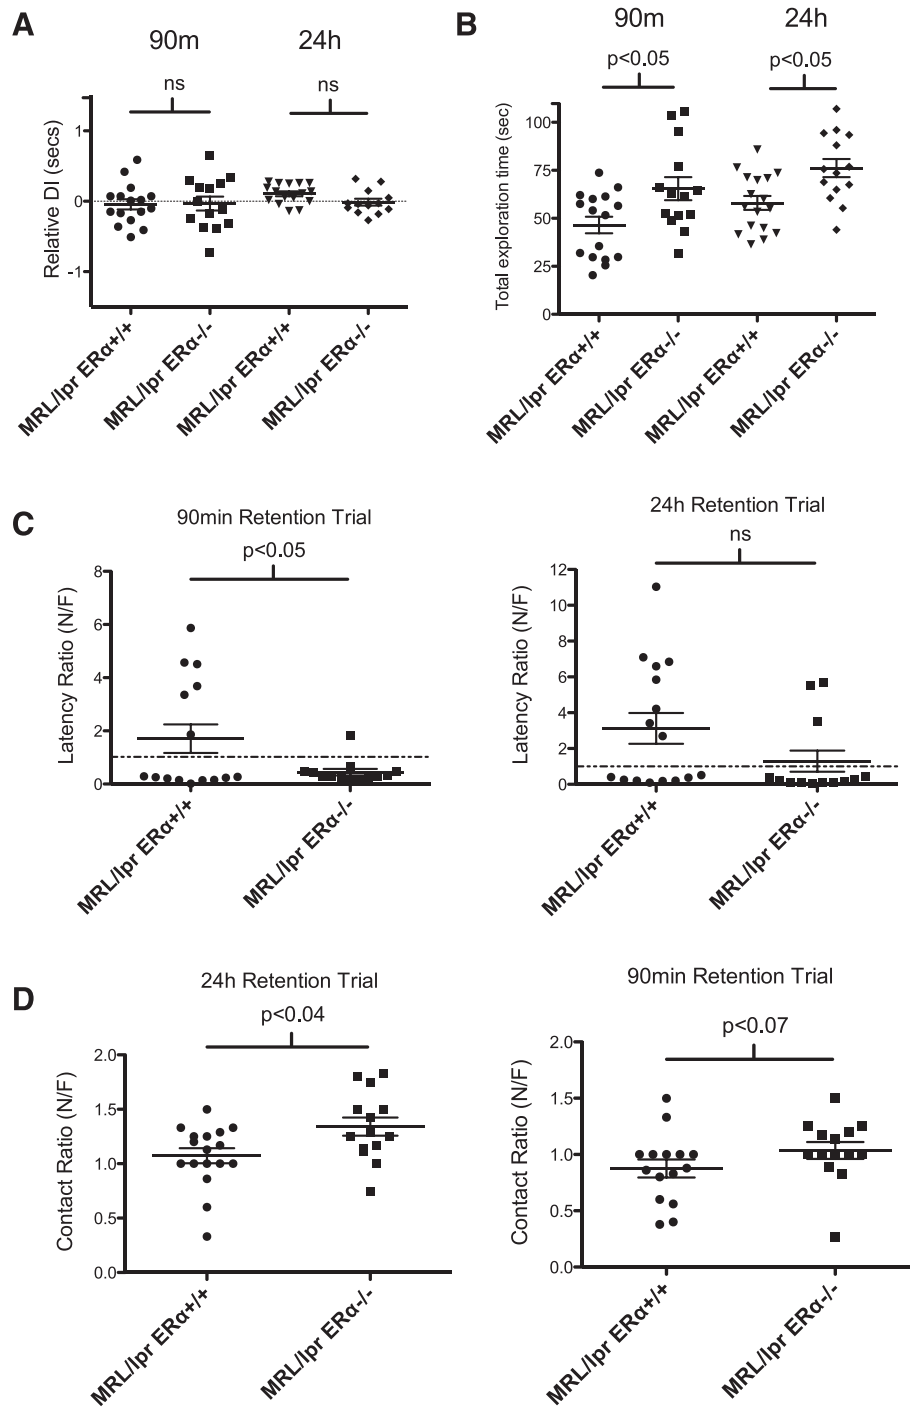 A
90m
24h
ns
ns
Relative DI (secs)
1
0
-1
MRL/lpr ERα+/+
MRL/lpr ERα-/-
MRL/lpr ERα+/+
MRL/lpr ERα-/-
B
90m
24h
p<0.05
p<0.05
Total exploration time (sec)
100
75
50
25
0
MRL/lpr ERα+/+
MRL/lpr ERα-/-
MRL/lpr ERα+/+
MRL/lpr ERα-/-
C
90min Retention Trial
p<0.05
Latency Ratio (N/F)
8
6
4
2
0
MRL/lpr ERα+/+
MRL/lpr ERα-/-
24h Retention Trial
ns
Latency Ratio (N/F)
12
10
8
6
4
2
0
MRL/lpr ERα+/+
MRL/lpr ERα-/-
D
24h Retention Trial
p<0.04
Contact Ratio (N/F)
2.0
1.5
1.0
0.5
0.0
MRL/lpr ERα+/+
MRL/lpr ERα-/-
90min Retention Trial
p<0.07
Contact Ratio (N/F)
2.0
1.5
1.0
0.5
0.0
MRL/lpr ERα+/+
MRL/lpr ERα-/-